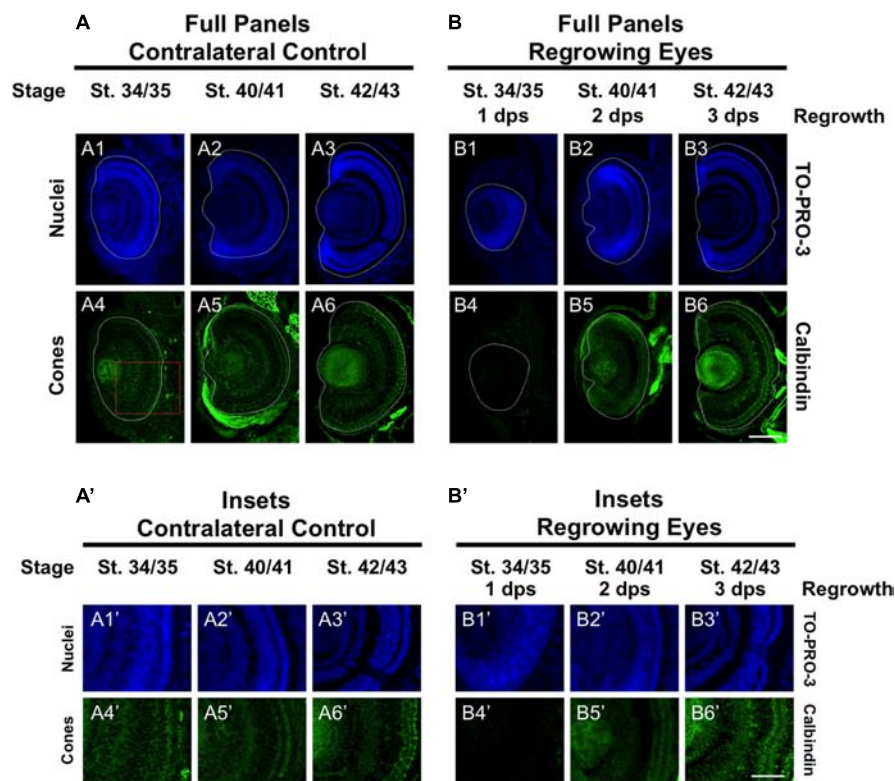 A
Full Panels
Contralateral Control
B
Full Panels
Regrowing Eyes
Stage
St. 34/35
St. 40/41
St. 42/43
St. 34/35
1 dps
St. 40/41
2 dps
St. 42/43
3 dps
Regrowth
Nuclei
A1
A2
A3
B1
B2
B3
TO-PRO-3
Cones
A4
A5
A6
B4
B5
B6
Calbindin
A'
Insets
Contralateral Control
B'
Insets
Regrowing Eyes
Stage
St. 34/35
St. 40/41
St. 42/43
St. 34/35
1 dps
St. 40/41
2 dps
St. 42/43
3 dps
Regrowth
Nuclei
A1'
A2'
A3'
B1'
B2'
B3'
TO-PRO-3
Cones
A4'
A5'
A6'
B4'
B5'
B6'
Calbindin